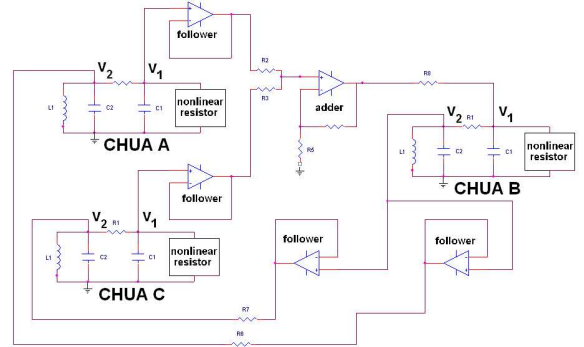 follower
V2
V1
R2
R3
L1
C2
C1
nonlinear
resistor
CHUA A
adder
R5
R8
V2
V1
R1
L1
C2
C1
nonlinear
resistor
CHUA B
follower
V2
V1
R1
L1
C2
C1
nonlinear
resistor
CHUA C
follower
follower
R7
R6